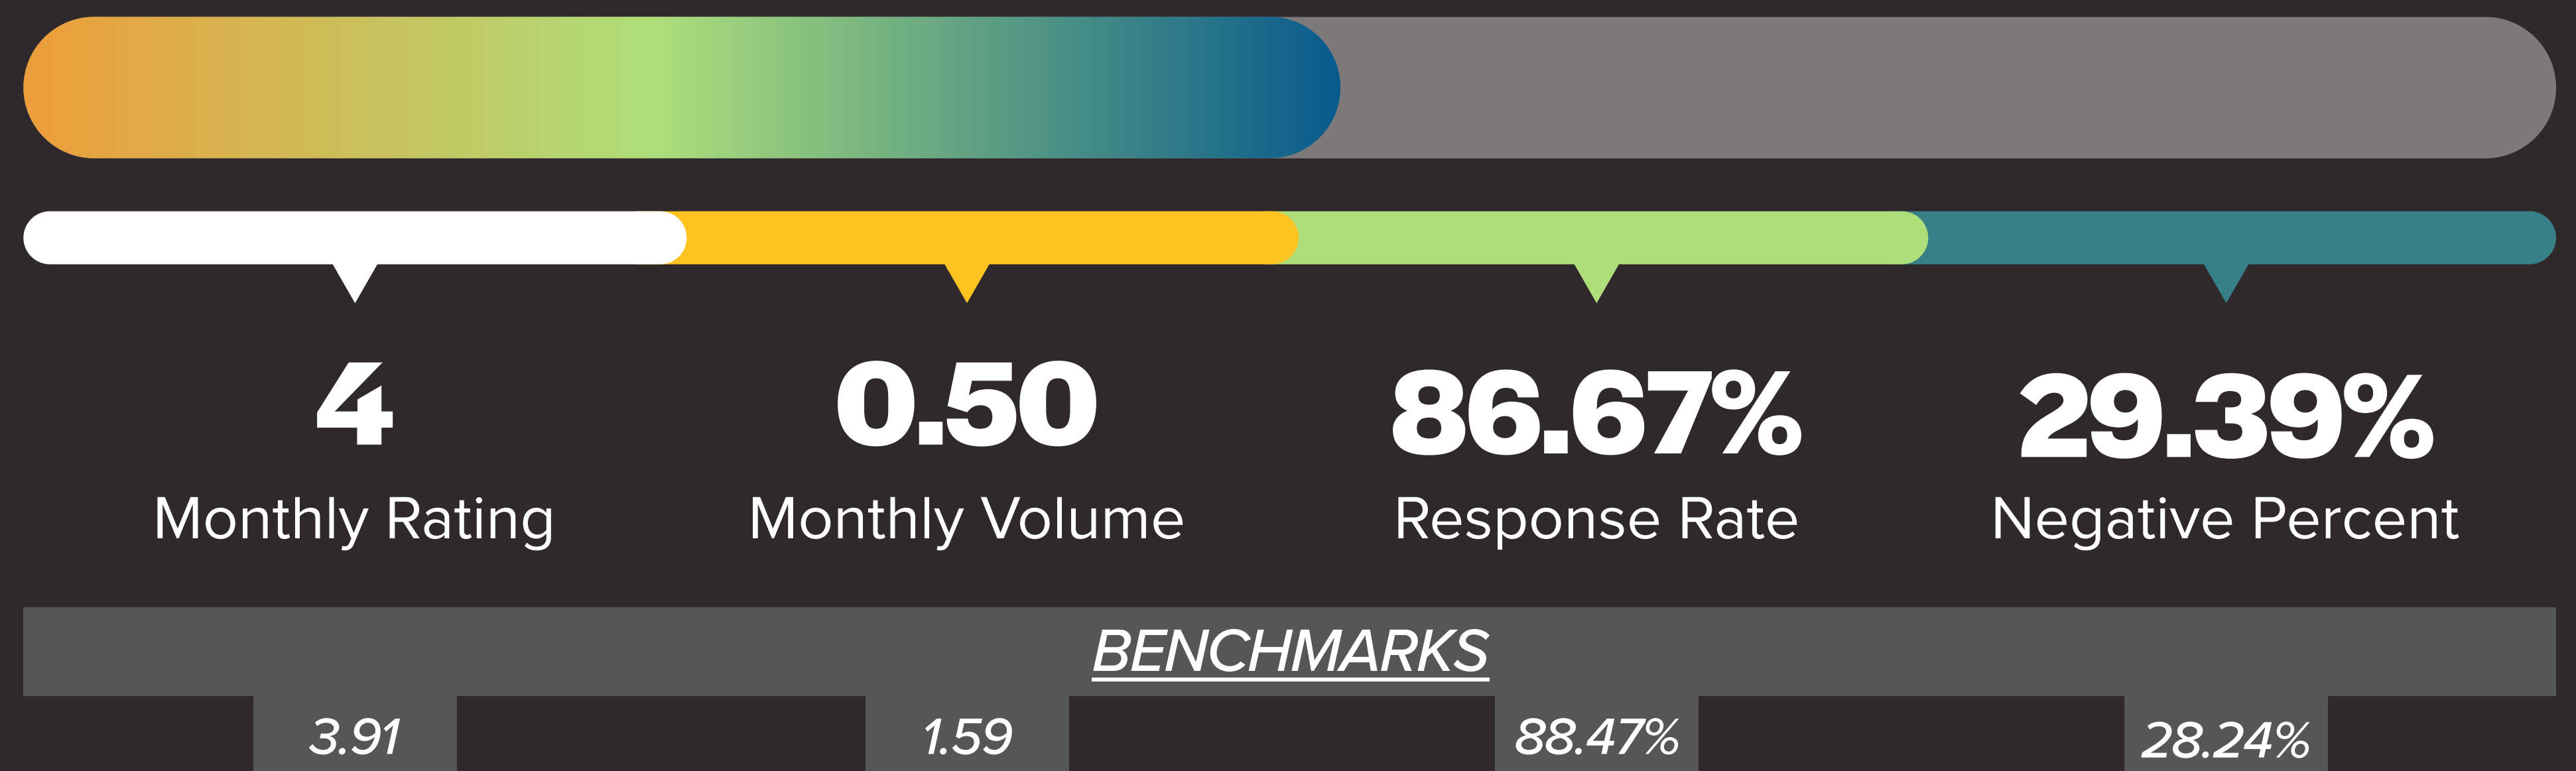 4
Monthly Rating
0.50
Monthly Volume
86.67%
Response Rate
29.39%
Negative Percent
BENCHMARKS
3.91
1.59
88.47%
28.24%